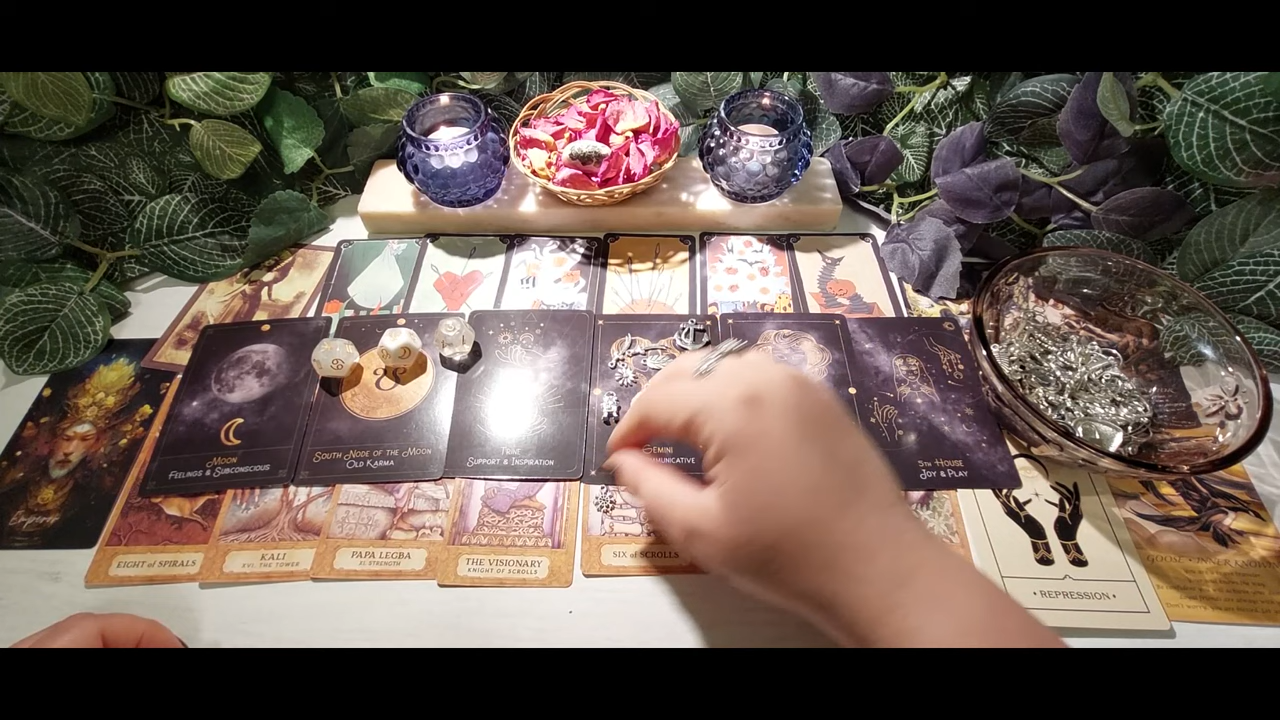 Moon
Feelings & Subconscious
South Node of the Moon
Old Karma
Trine
Support & Inspiration
Gemini
5th House
Joy & Play
Emperor
EIGHT of SPIRALS
KALI
XVI. THE TOWER
PAPA LEGBA
XI. STRENGTH
THE VISIONARY
KNIGHT OF SCROLLS
SIX of SCROLLS
• REPRESSION •